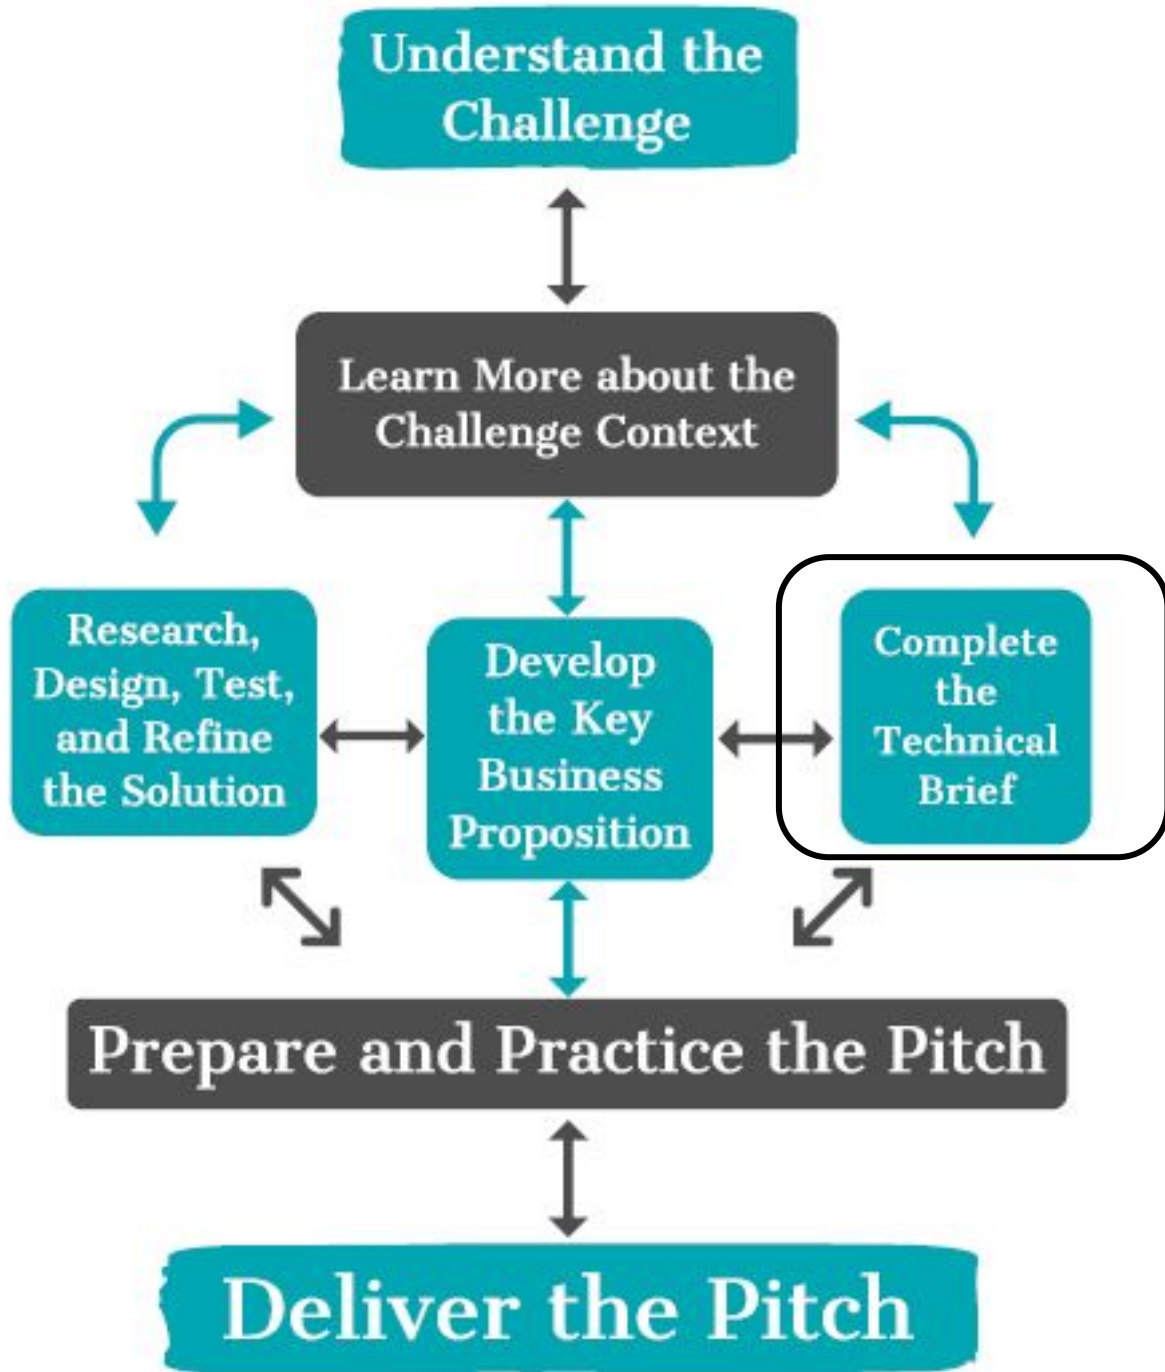 Understand the
Challenge
Learn More about the
Challenge Context
Research,
Design, Test,
and Refine
the Solution
Develop
the Key
Business
Proposition
Complete
the
Technical
Brief
Prepare and Practice the Pitch
Deliver the Pitch